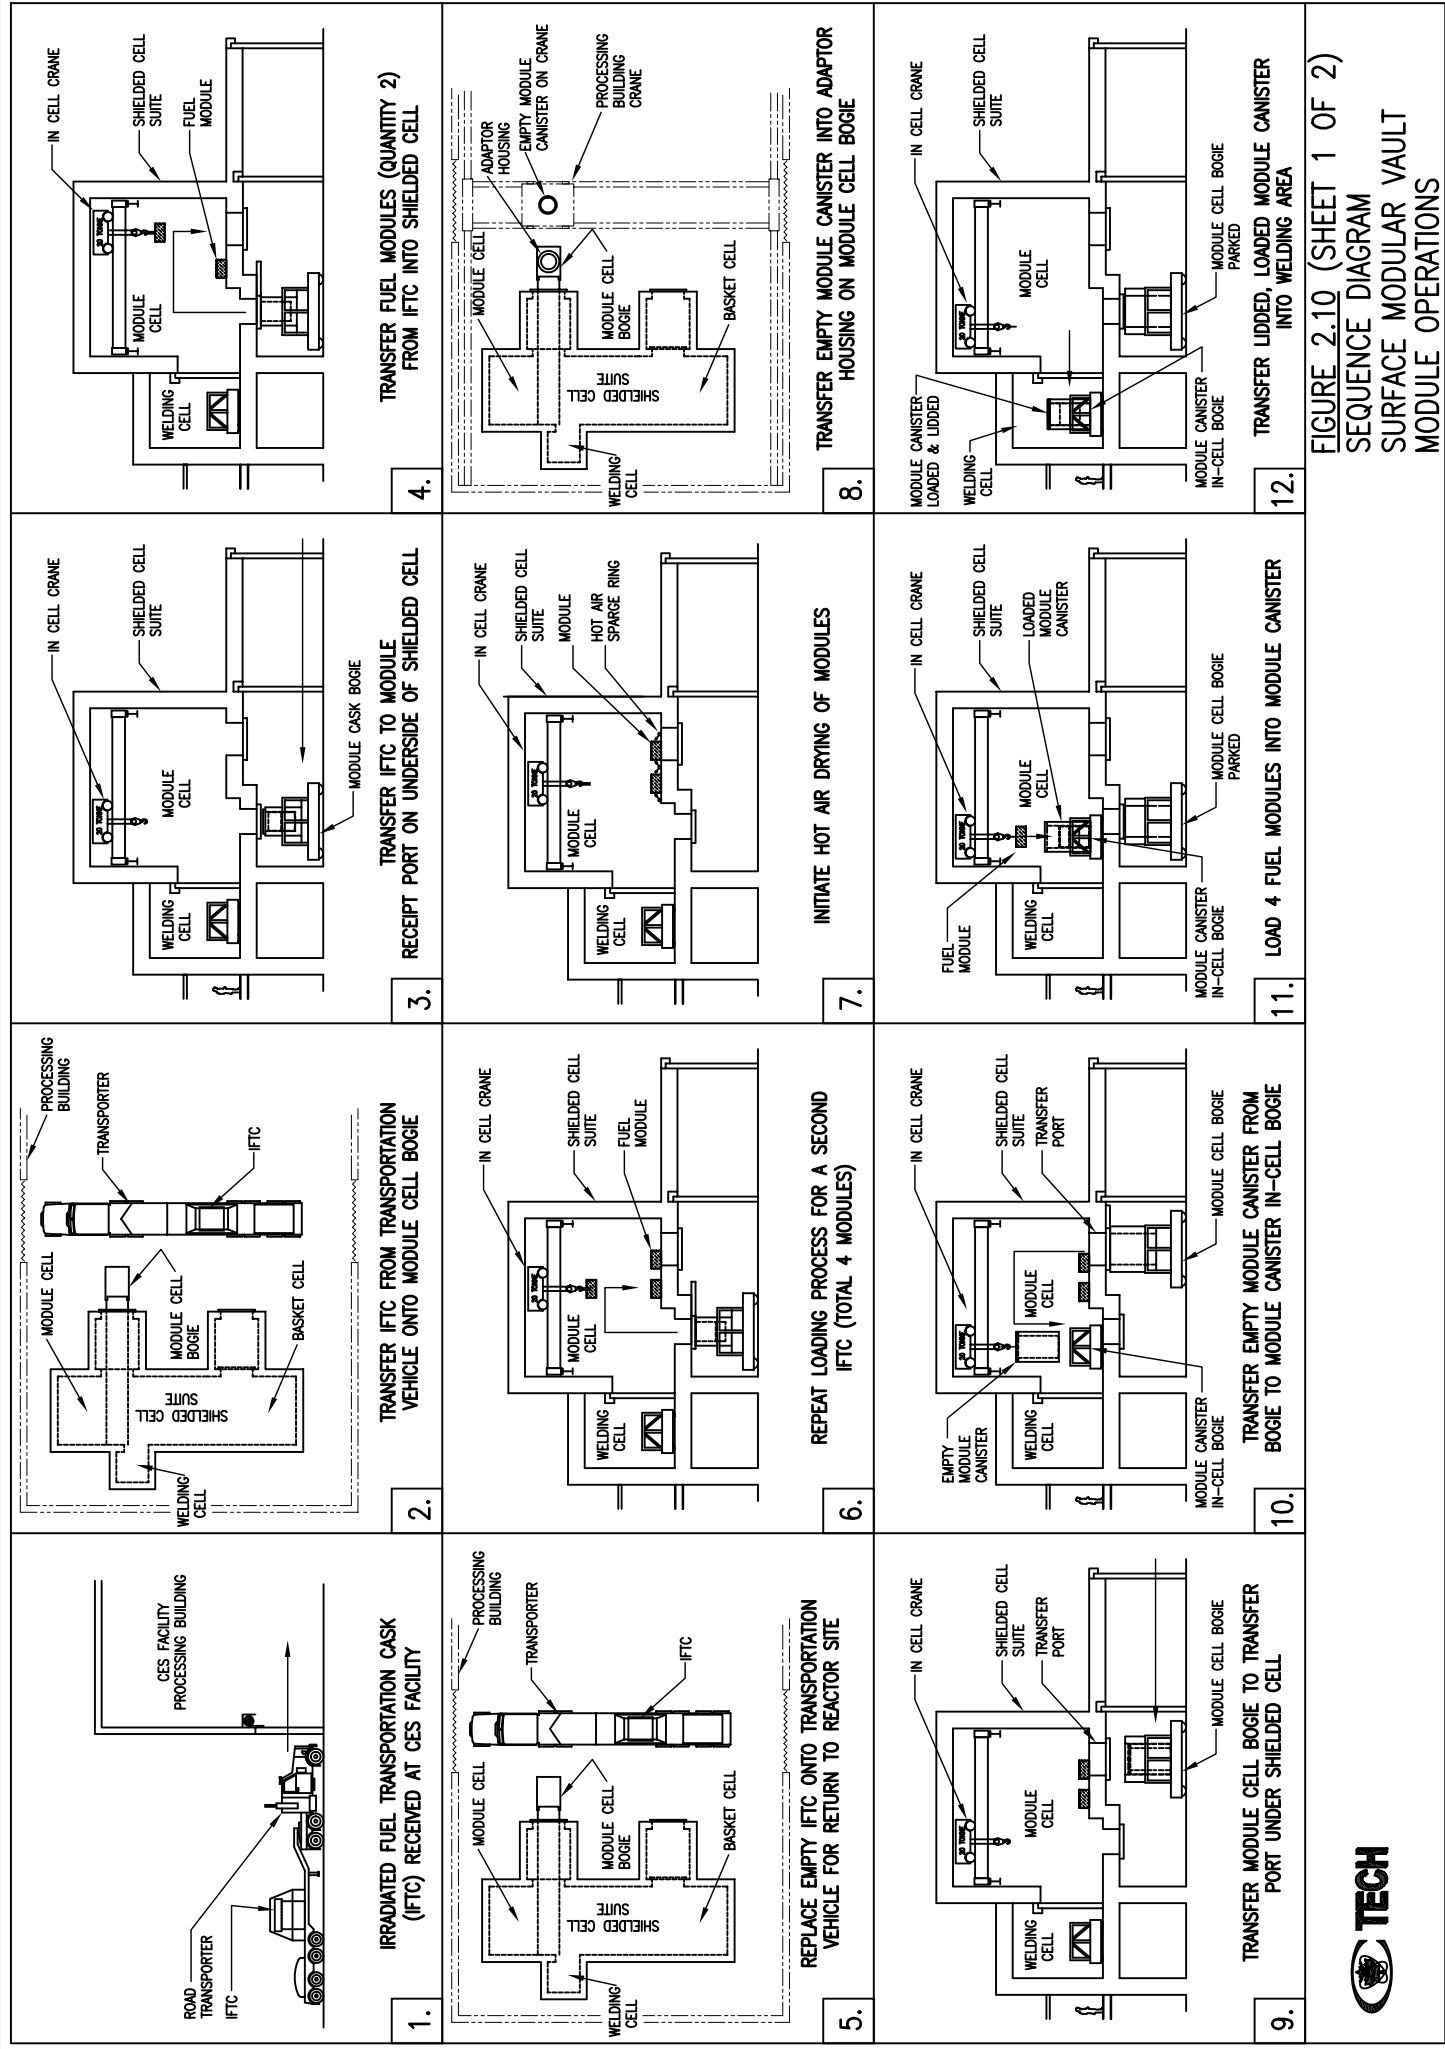 CES FACILITY
PROCESSING BUILDING
ROAD
TRANSPORTER
IFTC
1.
IRRADIATED FUEL TRANSPORTATION CASK
(IFTC) RECEIVED AT CES FACILITY
PROCESSING
BUILDING
TRANSPORTER
IFTC
MODULE CELL
MODULE CELL
BOGIE
BASKET CELL
SHIELDED CELL
SUITE
WELDING
CELL
2.
TRANSFER IFTC FROM TRANSPORTATION
VEHICLE ONTO MODULE CELL BOGIE
IN CELL CRANE
SHIELDED CELL
SUITE
20 TONNE
MODULE
CELL
WELDING
CELL
MODULE CASK BOGIE
3.
TRANSFER IFTC TO MODULE
RECEIPT PORT ON UNDERSIDE OF SHIELDED CELL
IN CELL CRANE
SHIELDED CELL
SUITE
FUEL
MODULE
20 TONNE
MODULE
CELL
WELDING
CELL
4.
TRANSFER FUEL MODULES (QUANTITY 2)
FROM IFTC INTO SHIELDED CELL
PROCESSING
BUILDING
TRANSPORTER
IFTC
MODULE CELL
MODULE CELL
BOGIE
BASKET CELL
SHIELDED CELL
SUITE
WELDING
CELL
5.
REPLACE EMPTY IFTC ONTO TRANSPORTATION
VEHICLE FOR RETURN TO REACTOR SITE
IN CELL CRANE
SHIELDED CELL
SUITE
FUEL
MODULE
20 TONNE
MODULE
CELL
WELDING
CELL
6.
REPEAT LOADING PROCESS FOR A SECOND
IFTC (TOTAL 4 MODULES)
IN CELL CRANE
SHIELDED CELL
SUITE
MODULE
HOT AIR
SPARGE RING
20 TONNE
MODULE
CELL
WELDING
CELL
7.
INITIATE HOT AIR DRYING OF MODULES
ADAPTOR
HOUSING
EMPTY MODULE
CANISTER ON CRANE
PROCESSING
BUILDING
CRANE
MODULE CELL
MODULE CELL
BOGIE
BASKET CELL
SHIELDED CELL
SUITE
WELDING
CELL
8.
TRANSFER EMPTY MODULE CANISTER INTO ADAPTOR
HOUSING ON MODULE CELL BOGIE
IN CELL CRANE
SHIELDED CELL
SUITE
TRANSFER
PORT
20 TONNE
MODULE
CELL
WELDING
CELL
MODULE CELL BOGIE
9.
TRANSFER MODULE CELL BOGIE TO TRANSFER
PORT UNDER SHIELDED CELL
IN CELL CRANE
SHIELDED CELL
SUITE
TRANSFER
PORT
20 TONNE
MODULE
CELL
WELDING
CELL
EMPTY
MODULE
CANISTER
MODULE CELL BOGIE
MODULE CANISTER
IN-CELL BOGIE
10.
TRANSFER EMPTY MODULE CANISTER FROM
BOGIE TO MODULE CANISTER IN-CELL BOGIE
IN CELL CRANE
SHIELDED CELL
SUITE
LOADED
MODULE
CANISTER
20 TONNE
MODULE
CELL
WELDING
CELL
FUEL
MODULE
MODULE CELL BOGIE
PARKED
MODULE CANISTER
IN-CELL BOGIE
11.
LOAD 4 FUEL MODULES INTO MODULE CANISTER
IN CELL CRANE
SHIELDED CELL
SUITE
20 TONNE
MODULE
CELL
MODULE CANISTER
LOADED & LIDDED
WELDING
CELL
MODULE CELL BOGIE
PARKED
MODULE CANISTER
IN-CELL BOGIE
12.
TRANSFER LIDDED, LOADED MODULE CANISTER
INTO WELDING AREA
TECH
FIGURE 2.10 (SHEET 1 OF 2)
SEQUENCE DIAGRAM
SURFACE MODULAR VAULT
MODULE OPERATIONS